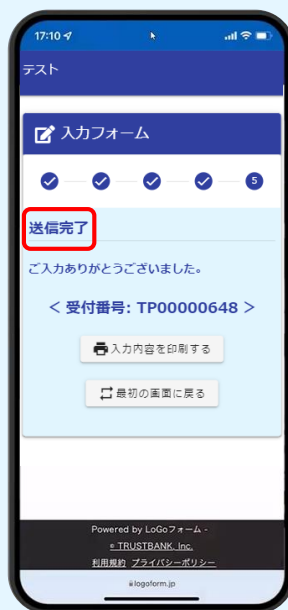 17:10
テスト
入力フォーム
5
送信完了
ご入力ありがとうございました。
< 受付番号: TP00000648 >
入力内容を印刷する
最初の画面に戻る
Powered by LoGoフォーム -
© TRUSTBANK, Inc.
利用規約 プライバシーポリシー
logoform.jp